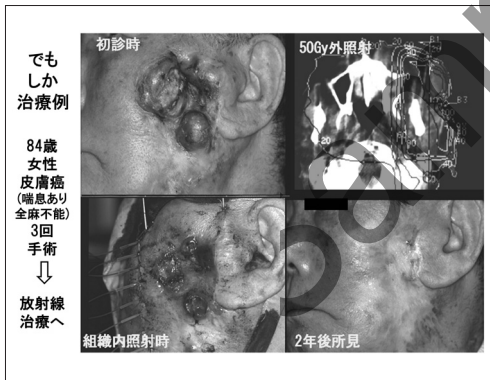 でも
しか
治療例
84歳
女性
皮膚癌
(喘息あり
全麻不能)
3回
手術
放射線
治療へ
初診時
50Gy外照射
組織内照射時
2年後所見